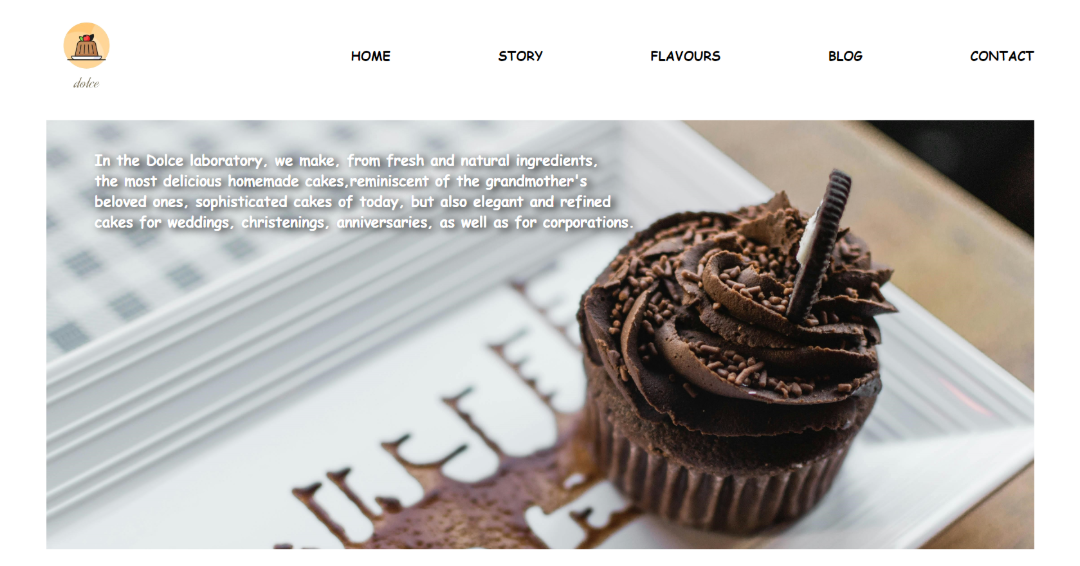 dolce
HOME STORY FLAVOURS BLOG CONTACT
In the Dolce laboratory, we make, from fresh and natural ingredients,
the most delicious homemade cakes,reminiscent of the grandmother's
beloved ones, sophisticated cakes of today, but also elegant and refined
cakes for weddings, christenings, anniversaries, as well as for corporations.